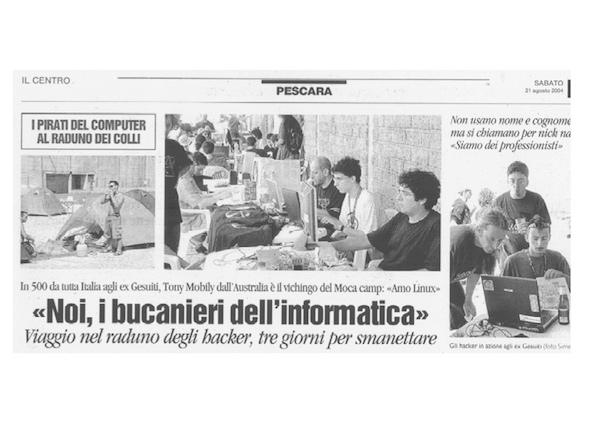 IL CENTRO
PESCARA
SABATO
21 agosto 2004
I PIRATI DEL COMPUTER
AL RADUNO DEI COLLI
Non usano nome e cognome
ma si chiamano per nick na
«Siamo dei professionisti»
In 500 da tutta Italia agli ex Gesuiti, Tony Mobily dall'Australia è il vichingo del Moca camp: «Amo Linux»
«Noi, i bucanieri dell'informatica»
Viaggio nel raduno degli hacker, tre giorni per smanettare
Gli hacker in azione agli ex Gesuiti (foto Sime